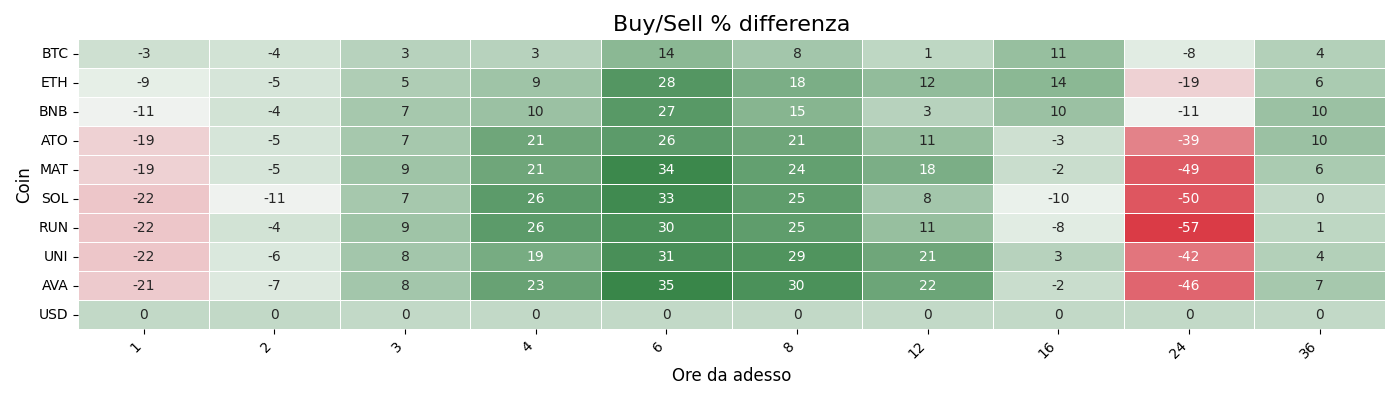 Buy/Sell % differenza
Coin
BTC -3 -4 3 3 14 8 1 11 -8 4
ETH -9 -5 5 9 28 18 12 14 -19 6
BNB -11 -4 7 10 27 15 3 10 -11 10
ATO -19 -5 7 21 26 21 11 -3 -39 10
MAT -19 -5 9 21 34 24 18 -2 -49 6
SOL -22 -11 7 26 33 25 8 -10 -50 0
RUN -22 -4 9 26 30 25 11 -8 -57 1
UNI -22 -6 8 19 31 29 21 3 -42 4
AVA -21 -7 8 23 35 30 22 -2 -46 7
USD 0 0 0 0 0 0 0 0 0 0
1 2 3 4 6 8 12 16 24 36
Ore da adesso